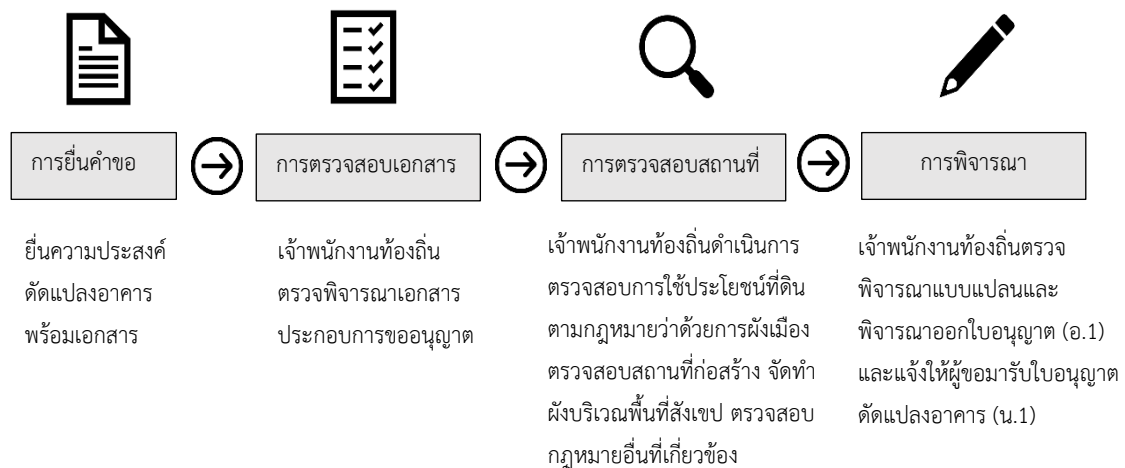 การยื่นคำขอ
การตรวจสอบเอกสาร
การตรวจสอบสถานที่
การพิจารณา
ยื่นความประสงค์
ดัดแปลงอาคาร
พร้อมเอกสาร
เจ้าพนักงานท้องถิ่น
ตรวจพิจารณาเอกสาร
ประกอบการขออนุญาต
เจ้าพนักงานท้องถิ่นดำเนินการ
ตรวจสอบการใช้ประโยชน์ที่ดิน
ตามกฎหมายว่าด้วยการผังเมือง
ตรวจสอบสถานที่ก่อสร้าง จัดทำ
ผังบริเวณพื้นที่สังเขป ตรวจสอบ
กฎหมายอื่นที่เกี่ยวข้อง
เจ้าพนักงานท้องถิ่นตรวจ
พิจารณาแบบแปลนและ
พิจารณาออกใบอนุญาต (อ.1)
และแจ้งให้ผู้ขอมารับใบอนุญาต
ดัดแปลงอาคาร (น.1)